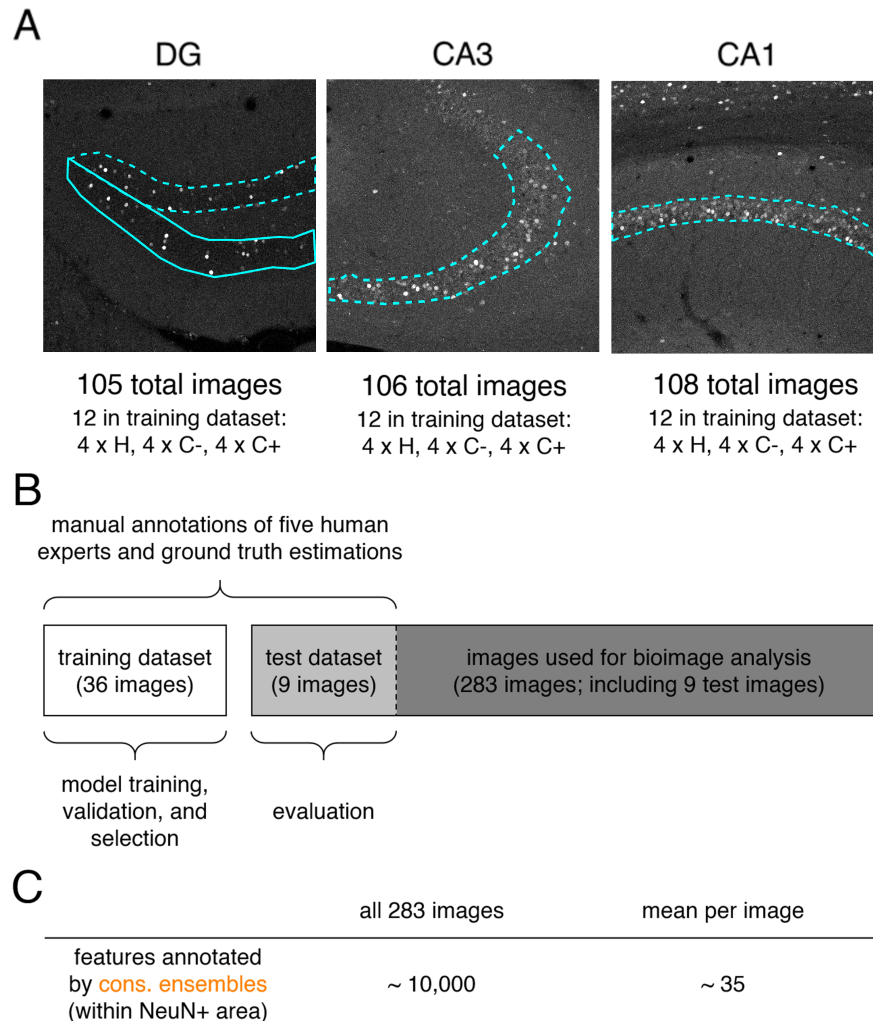 A
DG
CA3
CA1
105 total images
12 in training dataset:
4 x H, 4 x C-, 4 x C+
106 total images
12 in training dataset:
4 x H, 4 x C-, 4 x C+
108 total images
12 in training dataset:
4 x H, 4 x C-, 4 x C+
B
manual annotations of five human
experts and ground truth estimations
training dataset
(36 images)
test dataset
(9 images)
images used for bioimage analysis
(283 images; including 9 test images)
model training,
validation, and
selection
evaluation
C
all 283 images
mean per image
features annotated
by cons. ensembles
(within NeuN+ area)
~ 10,000
~ 35